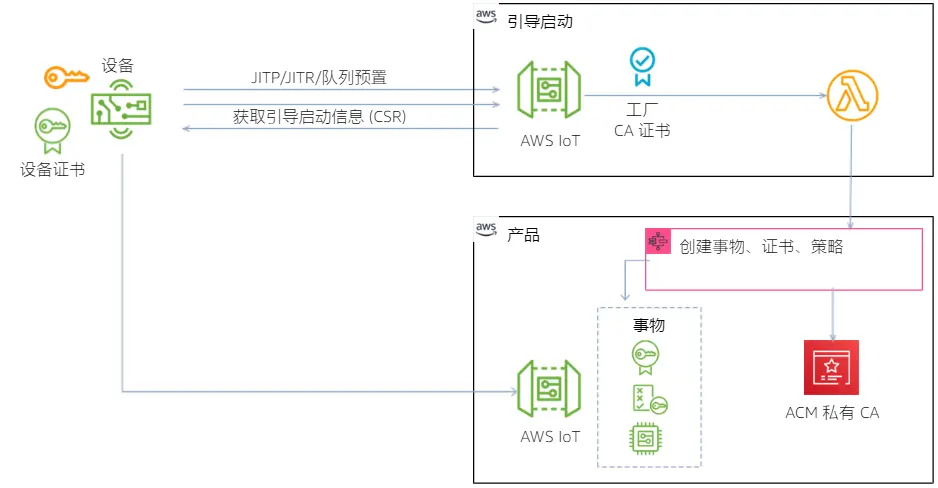 aws
引导启动
设备
JITP/JITR/队列预置
获取引导启动信息 (CSR)
设备证书
AWS IoT
工厂
CA 证书
aws
产品
创建事物、证书、策略
事物
AWS IoT
ACM 私有 CA